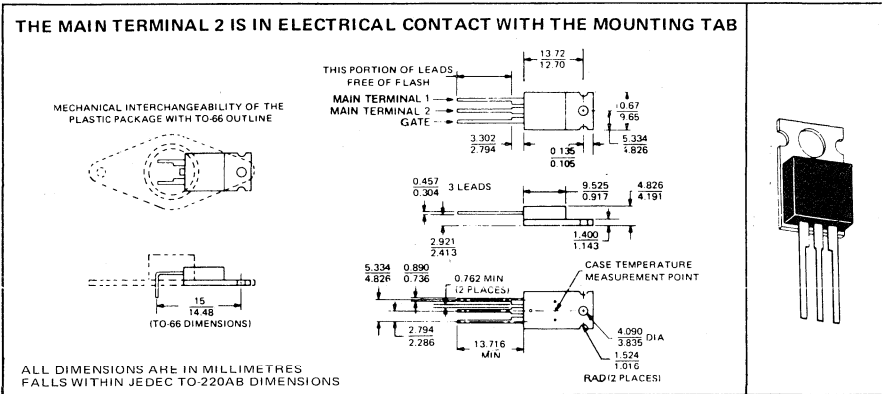 THE MAIN TERMINAL 2 IS IN ELECTRICAL CONTACT WITH THE MOUNTING TAB
13.72
12.70
THIS PORTION OF LEADS
FREE OF FLASH
MAIN TERMINAL 1
MAIN TERMINAL 2
GATE
0.67
9.65
3.302
2.794
0.135
0.105
5.334
4.826
MECHANICAL INTERCHANGEABILITY OF THE
PLASTIC PACKAGE WITH TO-66 OUTLINE
0.457
0.304
3 LEADS
9.525
0.917
4.826
4.191
2.921
2.413
1.400
1.143
15
14.48
(TO-66 DIMENSIONS)
5.334
4.826
0.890
0.736
0.762 MIN
(2 PLACES)
CASE TEMPERATURE
MEASUREMENT POINT
2.794
2.286
13.716
MIN
4.090
3.835
DIA
1.524
1.016
RAD(2 PLACES)
ALL DIMENSIONS ARE IN MILLIMETRES
FALLS WITHIN JEDEC TO-220AB DIMENSIONS